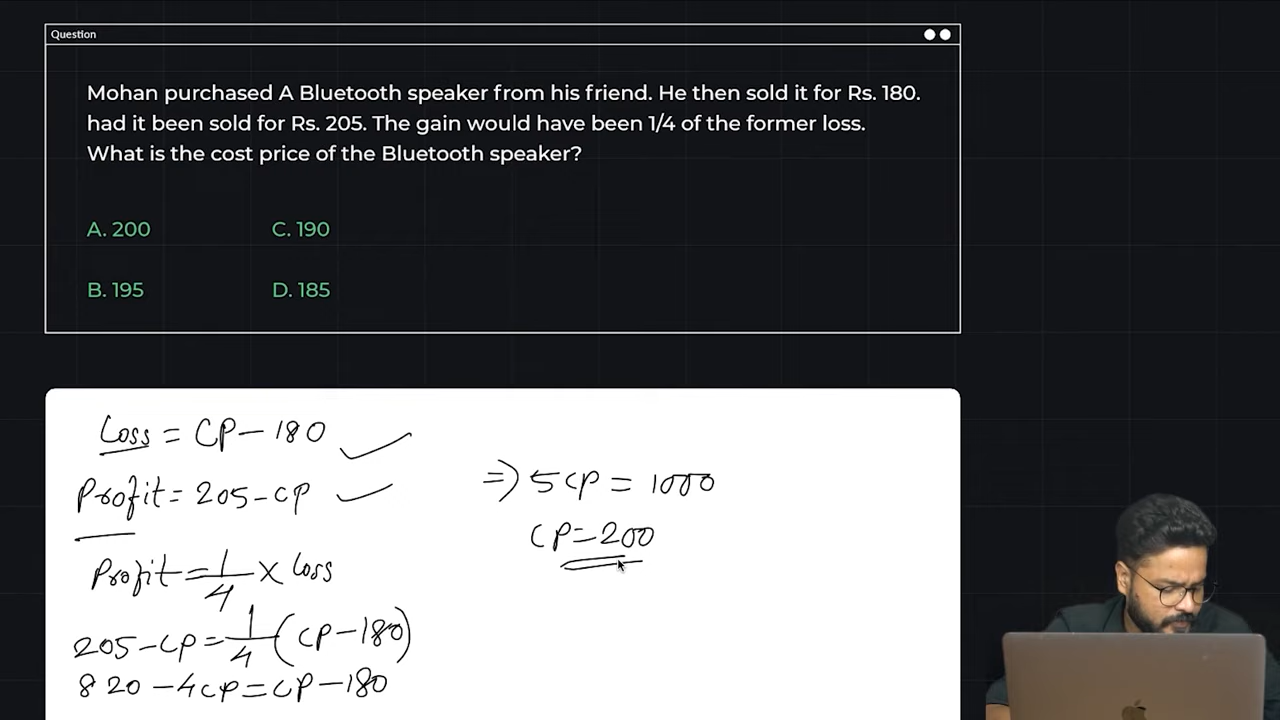 Question
Mohan purchased A Bluetooth speaker from his friend. He then sold it for Rs. 180.
had it been sold for Rs. 205. The gain would have been 1/4 of the former loss.
What is the cost price of the Bluetooth speaker?
A. 200
C. 190
B. 195
D. 185
Loss = CP - 180
Profit = 205 - CP
Profit = 1/4 × Loss
205 - CP = 1/4 (CP - 180)
820 - 4CP = CP - 180
=> 5CP = 1000
CP = 200